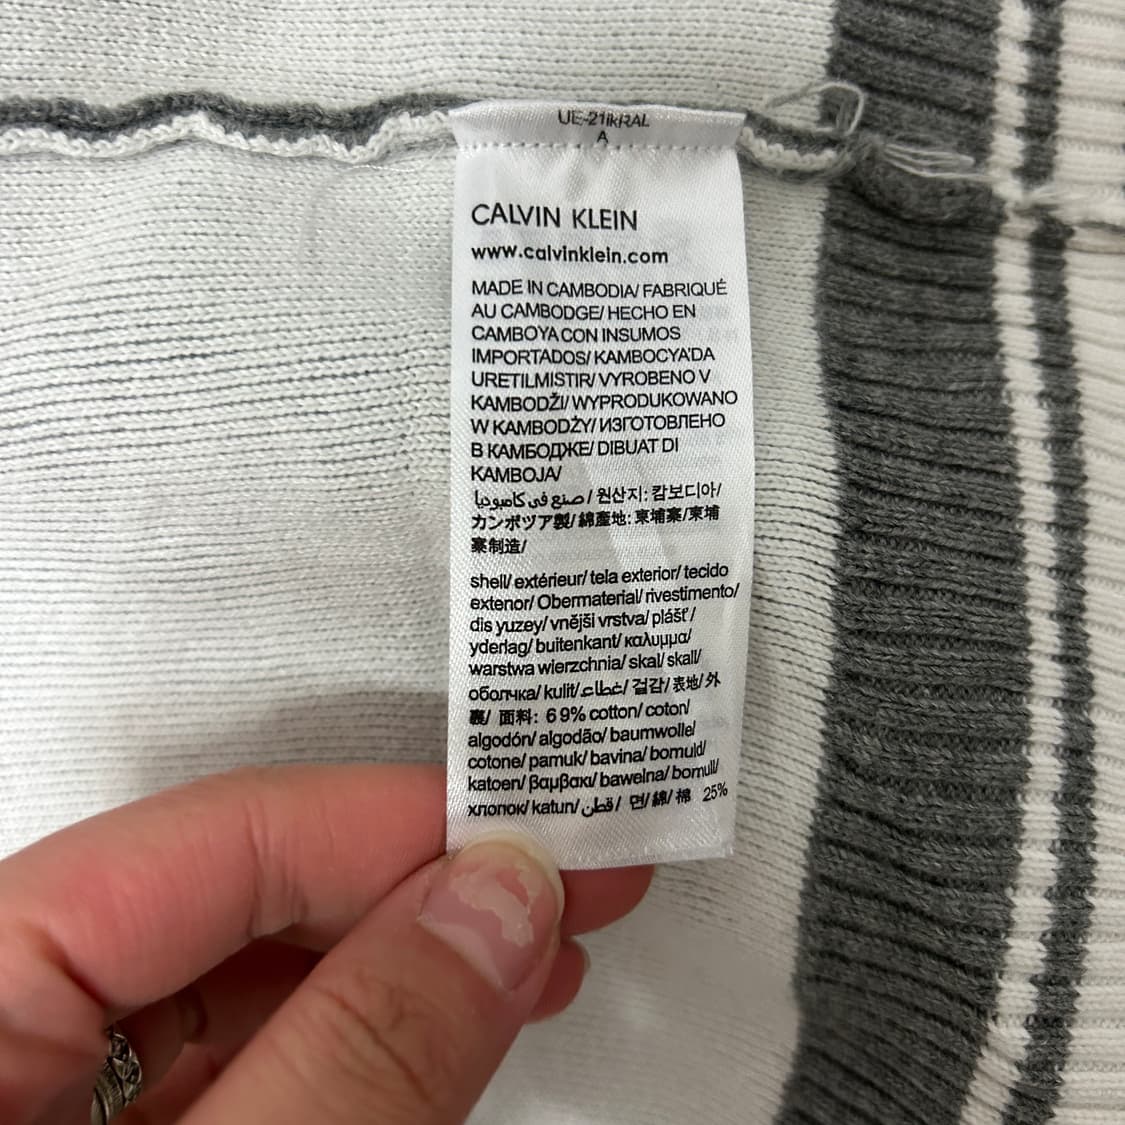 UE-21IkRAL
A
CALVIN KLEIN
www.calvinklein.com
MADE IN CAMBODIA/ FABRIQUÉ
AU CAMBODGE/ HECHO EN
CAMBOYA CON INSUMOS
IMPORTADOS/ KAMBOCYA'DA
URETILMISTIR/ VYROBENO V
KAMBODŽI/ WYPRODUKOWANO
W KAMBODŻY/ ИЗГОТОВЛЕНО
В КАМБОДЖЕ/ DIBUAT DI
KAMBOJA/
صنع في كامبوديا / 원산지: 캄보디아/
カンボヅア製/ 綿產地: 柬埔寨/柬埔
寨制造/
shell/ extérieur/ tela exterior/ tecido
extenor/ Obermaterial/ rivestimento/
dis yuzey/ vnější vrstva/ plášť /
yderlag/ buitenkant/ καλυμμα/
warstwa wierzchnia/ skal/ skall/
оболчка/ kulit/ غطاء/ 겉감/ 表地/ 外
裏/ 面料: 69% cotton/ coton/
algodón/ algodão/ baumwolle/
cotone/ pamuk/ bavina/ bomuld/
katoen/ βαμβακι/ bawelna/ bomull/
хлопок/ katun/ قطن/ 면/ 綿/ 棉 25%